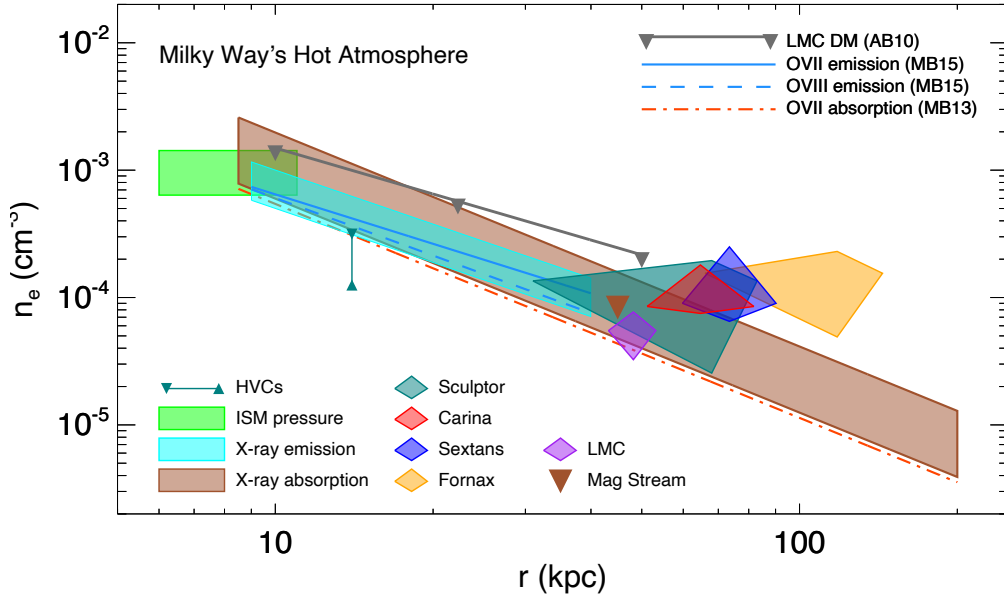 Milky Way's Hot Atmosphere
LMC DM (AB10)
OVII emission (MB15)
OVIII emission (MB15)
OVII absorption (MB13)
10⁻²
10⁻³
10⁻⁴
10⁻⁵
nₑ (cm⁻³)
HVCs
ISM pressure
X-ray emission
X-ray absorption
Sculptor
Carina
Sextans
Fornax
LMC
Mag Stream
10
100
r (kpc)